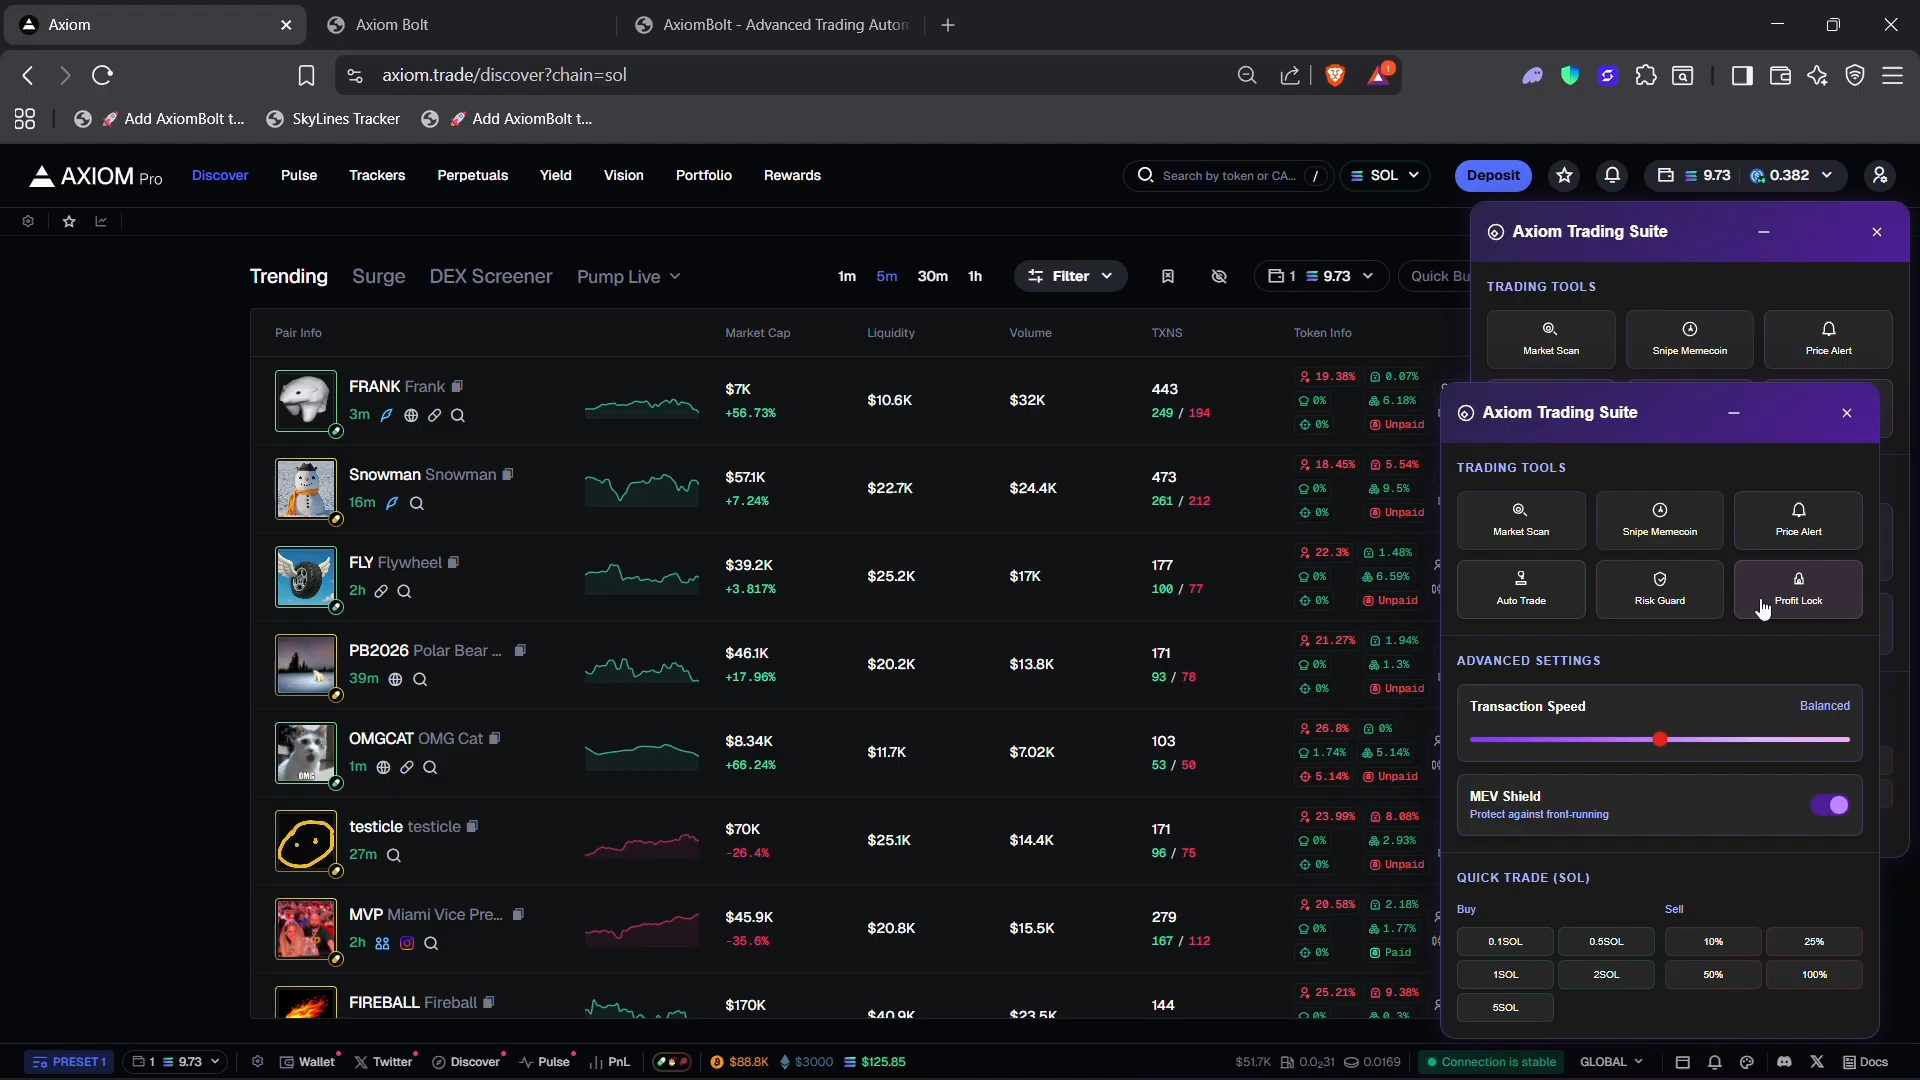 Axiom
Axiom Bolt
AxiomBolt - Advanced Trading Autom
axiom.trade/discover?chain=sol
1
🚀 Add AxiomBolt t...
SkyLines Tracker
🚀 Add AxiomBolt t...
AXIOM Pro
Discover
Pulse
Trackers
Perpetuals
Yield
Vision
Portfolio
Rewards
Search by token or CA... /
SOL
Deposit
9.73 0.382
Trending Surge DEX Screener Pump Live
1m 5m 30m 1h
Filter
1 9.73
Quick Bu
Pair Info Market Cap Liquidity Volume TXNS Token Info
FRANK Frank
3m
$7K
+56.73%
$10.6K
$32K
443
249 / 194
19.38% 0.07%
0% 6.18%
0% Unpaid
Snowman Snowman
16m
$57.1K
+7.24%
$22.7K
$24.4K
473
261 / 212
18.45% 5.54%
0% 9.5%
0% Unpaid
FLY Flywheel
2h
$39.2K
+3.817%
$25.2K
$17K
177
100 / 77
22.3% 1.48%
0% 6.59%
0% Unpaid
PB2026 Polar Bear ...
39m
$46.1K
+17.96%
$20.2K
$13.8K
171
93 / 78
21.27% 1.94%
0% 1.3%
0% Unpaid
OMGCAT OMG Cat
1m
OMG
$8.34K
+66.24%
$11.7K
$7.02K
103
53 / 50
26.8% 0%
1.74% 5.14%
5.14% Unpaid
testicle testicle
27m
$70K
-26.4%
$25.1K
$14.4K
171
96 / 75
23.99% 8.08%
0% 2.93%
0% Unpaid
MVP Miami Vice Pre...
2h
$45.9K
-35.6%
$20.8K
$15.5K
279
167 / 112
20.58% 2.18%
0% 1.77%
0% Paid
FIREBALL Fireball
$170K
$40.9K
$23.5K
144
25.21% 9.38%
0% 0.3%
Axiom Trading Suite
TRADING TOOLS
Market Scan
Snipe Memecoin
Price Alert
Axiom Trading Suite
TRADING TOOLS
Market Scan
Snipe Memecoin
Price Alert
Auto Trade
Risk Guard
Profit Lock
ADVANCED SETTINGS
Transaction Speed Balanced
MEV Shield
Protect against front-running
QUICK TRADE (SOL)
Buy Sell
0.1SOL 0.5SOL 10% 25%
1SOL 2SOL 50% 100%
5SOL
PRESET 1
1 9.73
Wallet
Twitter
Discover
Pulse
PnL
$88.8K
$3000
$125.85
$51.7K 0.0₂31 0.0169
Connection is stable
GLOBAL
Docs